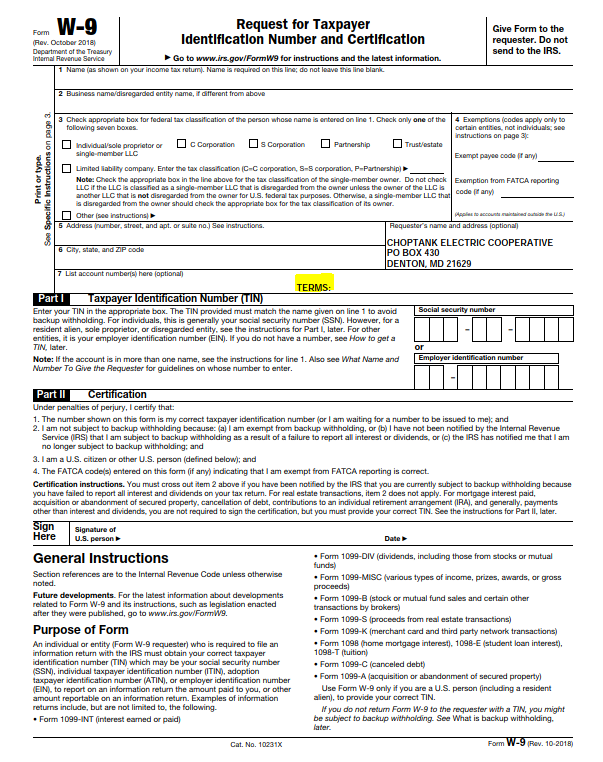 Form W-9
(Rev. October 2018)
Department of the Treasury
Internal Revenue Service
Request for Taxpayer
Identification Number and Certification
▶ Go to www.irs.gov/FormW9 for instructions and the latest information.
Give Form to the
requester. Do not
send to the IRS.
Print or type.
See Specific Instructions on page 3.
1 Name (as shown on your income tax return). Name is required on this line; do not leave this line blank.
2 Business name/disregarded entity name, if different from above
3 Check appropriate box for federal tax classification of the person whose name is entered on line 1. Check only one of the
following seven boxes.
Individual/sole proprietor or
single-member LLC
C Corporation
S Corporation
Partnership
Trust/estate
Limited liability company. Enter the tax classification (C=C corporation, S=S corporation, P=Partnership) ▶
Note: Check the appropriate box in the line above for the tax classification of the single-member owner. Do not check
LLC if the LLC is classified as a single-member LLC that is disregarded from the owner unless the owner of the LLC is
another LLC that is not disregarded from the owner for U.S. federal tax purposes. Otherwise, a single-member LLC that
is disregarded from the owner should check the appropriate box for the tax classification of its owner.
Other (see instructions) ▶
4 Exemptions (codes apply only to
certain entities, not individuals; see
instructions on page 3):
Exempt payee code (if any)
Exemption from FATCA reporting
code (if any)
(Applies to accounts maintained outside the U.S.)
5 Address (number, street, and apt. or suite no.) See instructions.
6 City, state, and ZIP code
Requester's name and address (optional)
CHOPTANK ELECTRIC COOPERATIVE
PO BOX 430
DENTON, MD 21629
7 List account number(s) here (optional)
TERMS:
Part I Taxpayer Identification Number (TIN)
Enter your TIN in the appropriate box. The TIN provided must match the name given on line 1 to avoid
backup withholding. For individuals, this is generally your social security number (SSN). However, for a
resident alien, sole proprietor, or disregarded entity, see the instructions for Part I, later. For other
entities, it is your employer identification number (EIN). If you do not have a number, see How to get a
TIN, later.
Note: If the account is in more than one name, see the instructions for line 1. Also see What Name and
Number To Give the Requester for guidelines on whose number to enter.
Social security number
– –
or
Employer identification number
–
Part II Certification
Under penalties of perjury, I certify that:
1. The number shown on this form is my correct taxpayer identification number (or I am waiting for a number to be issued to me); and
2. I am not subject to backup withholding because: (a) I am exempt from backup withholding, or (b) I have not been notified by the Internal Revenue
Service (IRS) that I am subject to backup withholding as a result of a failure to report all interest or dividends, or (c) the IRS has notified me that I am
no longer subject to backup withholding; and
3. I am a U.S. citizen or other U.S. person (defined below); and
4. The FATCA code(s) entered on this form (if any) indicating that I am exempt from FATCA reporting is correct.
Certification instructions. You must cross out item 2 above if you have been notified by the IRS that you are currently subject to backup withholding because
you have failed to report all interest and dividends on your tax return. For real estate transactions, item 2 does not apply. For mortgage interest paid,
acquisition or abandonment of secured property, cancellation of debt, contributions to an individual retirement arrangement (IRA), and generally, payments
other than interest and dividends, you are not required to sign the certification, but you must provide your correct TIN. See the instructions for Part II, later.
Sign
Here
Signature of
U.S. person ▶
Date ▶
General Instructions
Section references are to the Internal Revenue Code unless otherwise
noted.
Future developments. For the latest information about developments
related to Form W-9 and its instructions, such as legislation enacted
after they were published, go to www.irs.gov/FormW9.
Purpose of Form
An individual or entity (Form W-9 requester) who is required to file an
information return with the IRS must obtain your correct taxpayer
identification number (TIN) which may be your social security number
(SSN), individual taxpayer identification number (ITIN), adoption
taxpayer identification number (ATIN), or employer identification number
(EIN), to report on an information return the amount paid to you, or other
amount reportable on an information return. Examples of information
returns include, but are not limited to, the following.
• Form 1099-INT (interest earned or paid)
• Form 1099-DIV (dividends, including those from stocks or mutual
funds)
• Form 1099-MISC (various types of income, prizes, awards, or gross
proceeds)
• Form 1099-B (stock or mutual fund sales and certain other
transactions by brokers)
• Form 1099-S (proceeds from real estate transactions)
• Form 1099-K (merchant card and third party network transactions)
• Form 1098 (home mortgage interest), 1098-E (student loan interest),
1098-T (tuition)
• Form 1099-C (canceled debt)
• Form 1099-A (acquisition or abandonment of secured property)
Use Form W-9 only if you are a U.S. person (including a resident
alien), to provide your correct TIN.
If you do not return Form W-9 to the requester with a TIN, you might
be subject to backup withholding. See What is backup withholding,
later.
Cat. No. 10231X
Form W-9 (Rev. 10-2018)